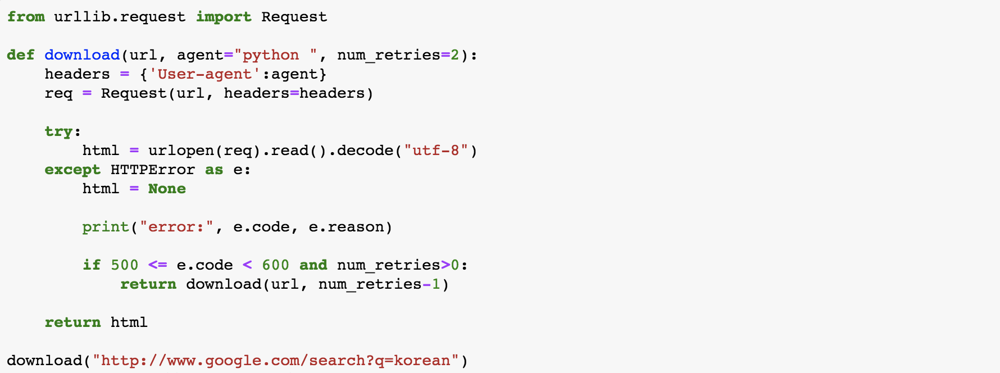 from urllib.request import Request
def download(url, agent="python ", num_retries=2):
    headers = {'User-agent':agent}
    req = Request(url, headers=headers)
    try:
        html = urlopen(req).read().decode("utf-8")
    except HTTPError as e:
        html = None
        print("error:", e.code, e.reason)
        if 500 <= e.code < 600 and num_retries>0:
            return download(url, num_retries-1)
    return html
download("http://www.google.com/search?q=korean")